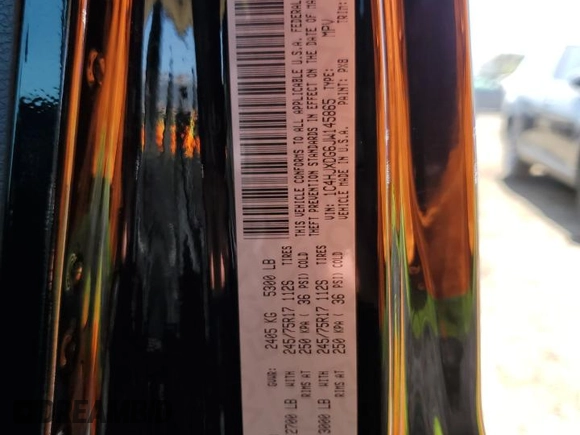 GVWR: 2405 KG 5300 LB
2700 LB WITH 245/75R17 112S TIRES
RIMS AT 250 KPA ( 36 PSI) COLD
3000 LB WITH 245/75R17 112S TIRES
RIMS AT 250 KPA ( 36 PSI) COLD
THIS VEHICLE CONFORMS TO ALL APPLICABLE U.S.A. FEDERAL
THEFT PREVENTION STANDARDS IN EFFECT ON THE DATE OF MA
VIN: 1C4HJXDG6JW145865 TYPE: MPV
VEHICLE MADE IN U.S.A. PAINT: PXB TRIM: